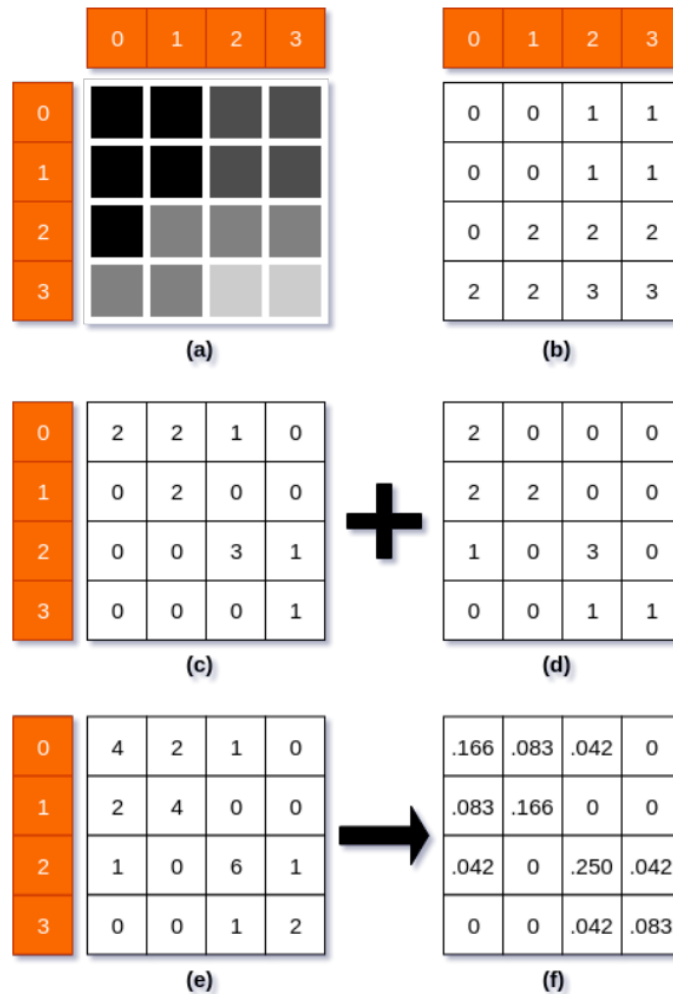 0 1 2 3 0 1 2 3
0 0 0 1 1
1 0 0 1 1
2 0 2 2 2
3 2 2 3 3
(a) (b)
0 2 2 1 0 2 0 0 0
1 0 2 0 0 2 2 0 0
2 0 0 3 1 1 0 3 0
3 0 0 0 1 0 0 1 1
(c) (d)
0 4 2 1 0 .166 .083 .042 0
1 2 4 0 0 .083 .166 0 0
2 1 0 6 1 .042 0 .250 .042
3 0 0 1 2 0 0 .042 .083
(e) (f)